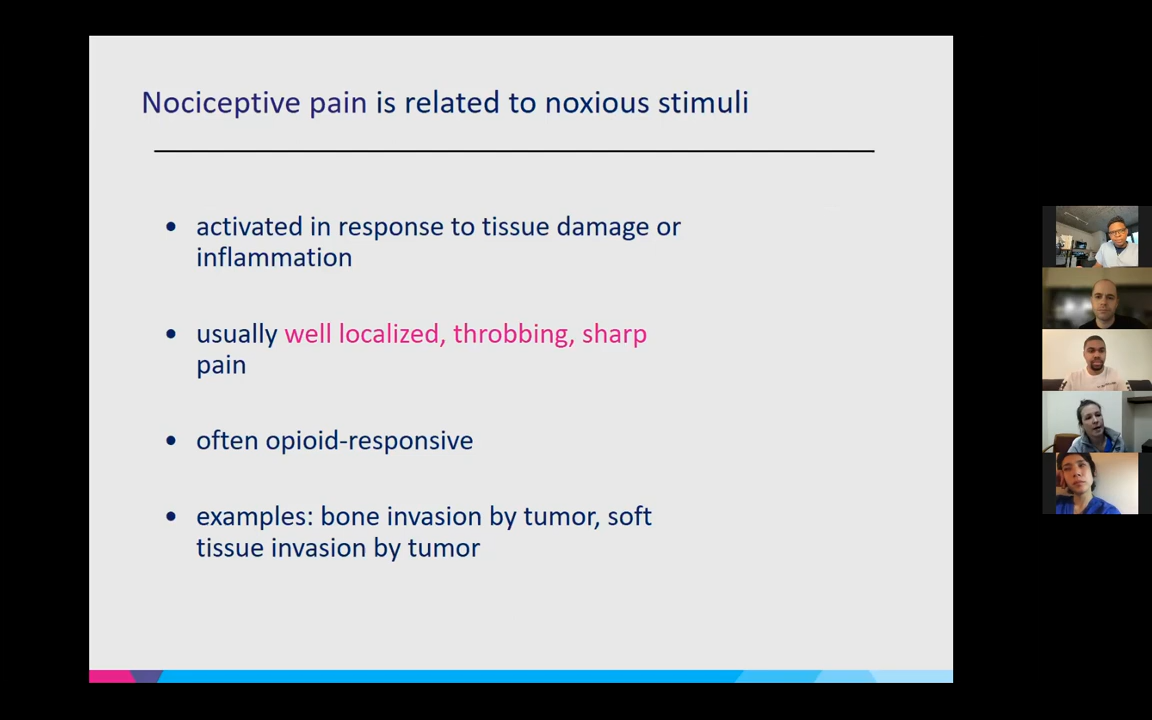 Nociceptive pain is related to noxious stimuli
• activated in response to tissue damage or
inflammation
• usually well localized, throbbing, sharp
pain
• often opioid-responsive
• examples: bone invasion by tumor, soft
tissue invasion by tumor